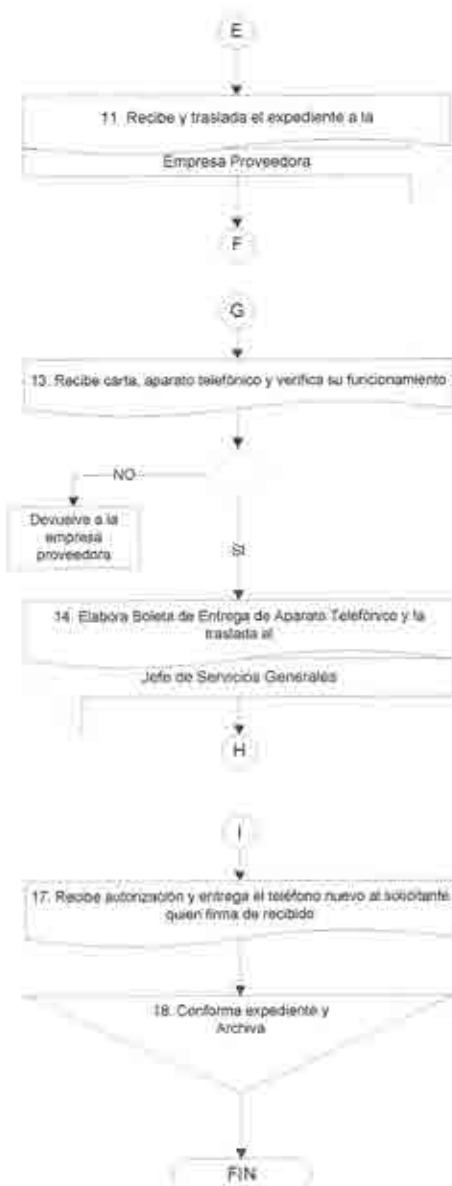 E
11. Recibe y traslada el expediente a la
Empresa Proveedora
F
G
13. Recibe carta, aparato telefónico y verifica su funcionamiento
NO
Devuelve a la
empresa
proveedora
SI
14. Elabora Boleta de Entrega de Aparato Telefónico y la
traslada al
Jefe de Servicios Generales
H
I
17. Recibe autorización y entrega el teléfono nuevo al solicitante
quien firma de recibido
18. Conforma expediente y
Archiva
FIN